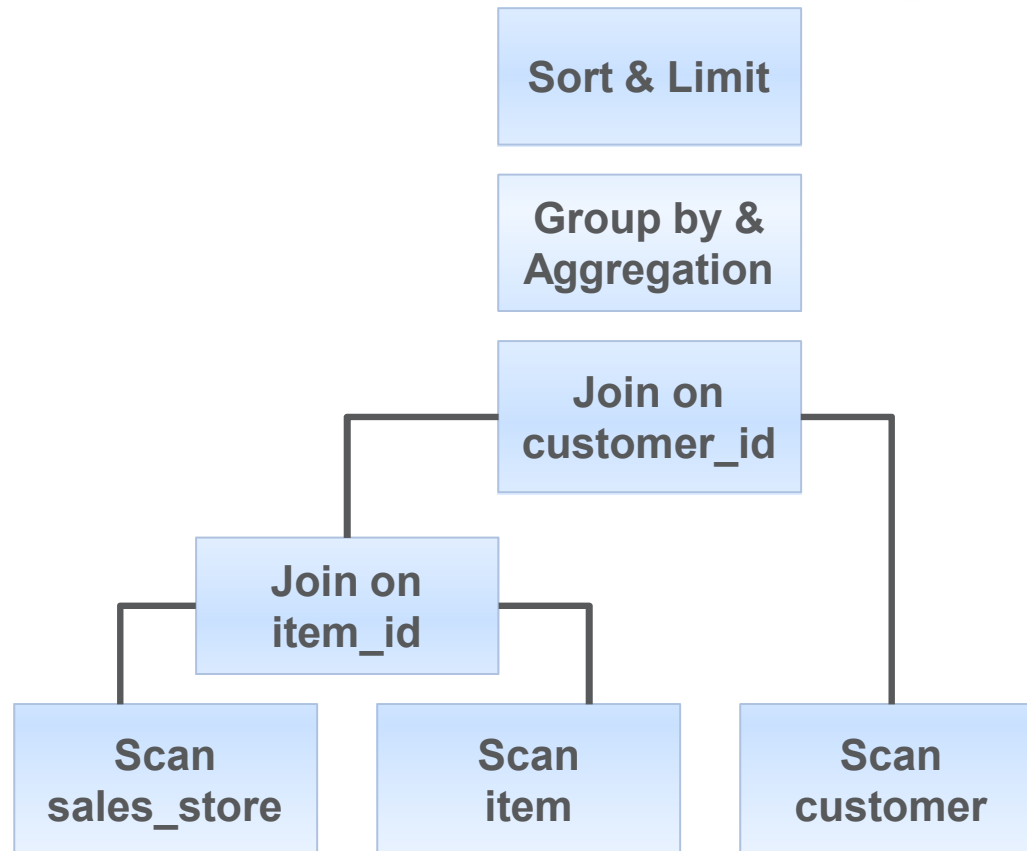 Sort & Limit
Group by &
Aggregation
Join on
customer_id
Join on
item_id
Scan
sales_store
Scan
item
Scan
customer